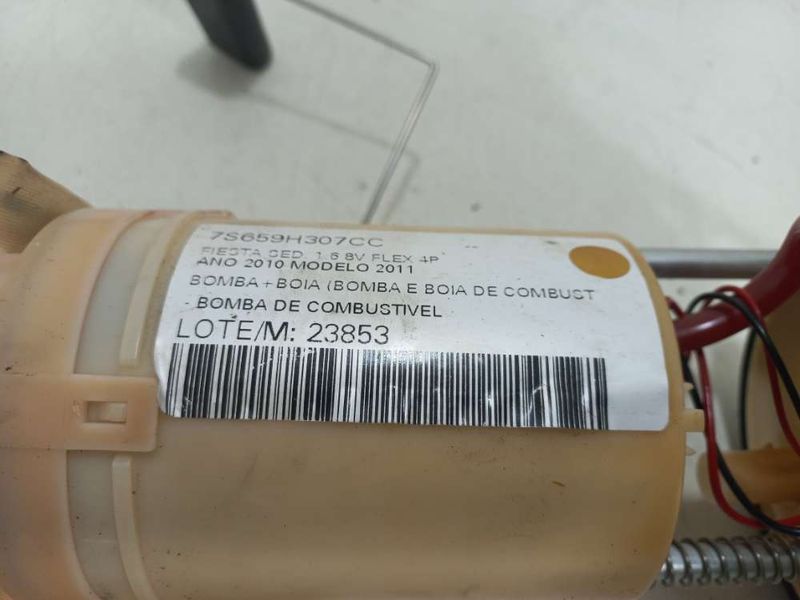 7S659H307CC
FIESTA SED. 1.6 8V FLEX 4P
ANO 2010 MODELO 2011
BOMBA + BOIA (BOMBA E BOIA DE COMBUST
- BOMBA DE COMBUSTIVEL
LOTE/M: 23853